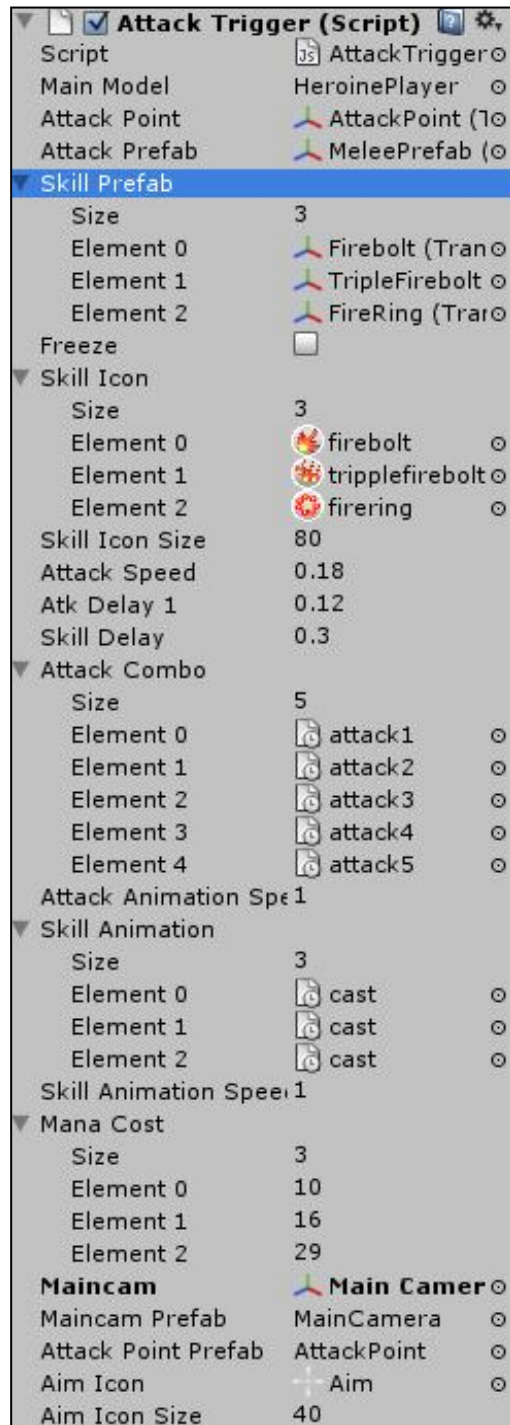 Attack Trigger (Script)
Script Js AttackTrigger
Main Model HeroinePlayer
Attack Point AttackPoint (T
Attack Prefab MeleePrefab (
Skill Prefab
Size 3
Element 0 Firebolt (Tran
Element 1 TripleFirebolt
Element 2 FireRing (Trar
Freeze
Skill Icon
Size 3
Element 0 firebolt
Element 1 tripplefirebolt
Element 2 firering
Skill Icon Size 80
Attack Speed 0.18
Atk Delay 1 0.12
Skill Delay 0.3
Attack Combo
Size 5
Element 0 attack1
Element 1 attack2
Element 2 attack3
Element 3 attack4
Element 4 attack5
Attack Animation Spe 1
Skill Animation
Size 3
Element 0 cast
Element 1 cast
Element 2 cast
Skill Animation Spee 1
Mana Cost
Size 3
Element 0 10
Element 1 16
Element 2 29
Maincam Main Camer
Maincam Prefab MainCamera
Attack Point Prefab AttackPoint
Aim Icon Aim
Aim Icon Size 40